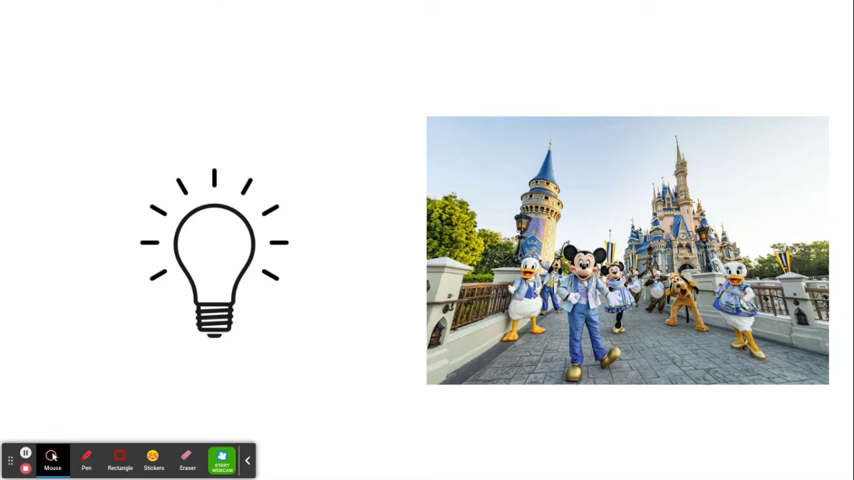 Mouse
Pen
Rectangle
Stickers
Eraser
START
WEBCAM